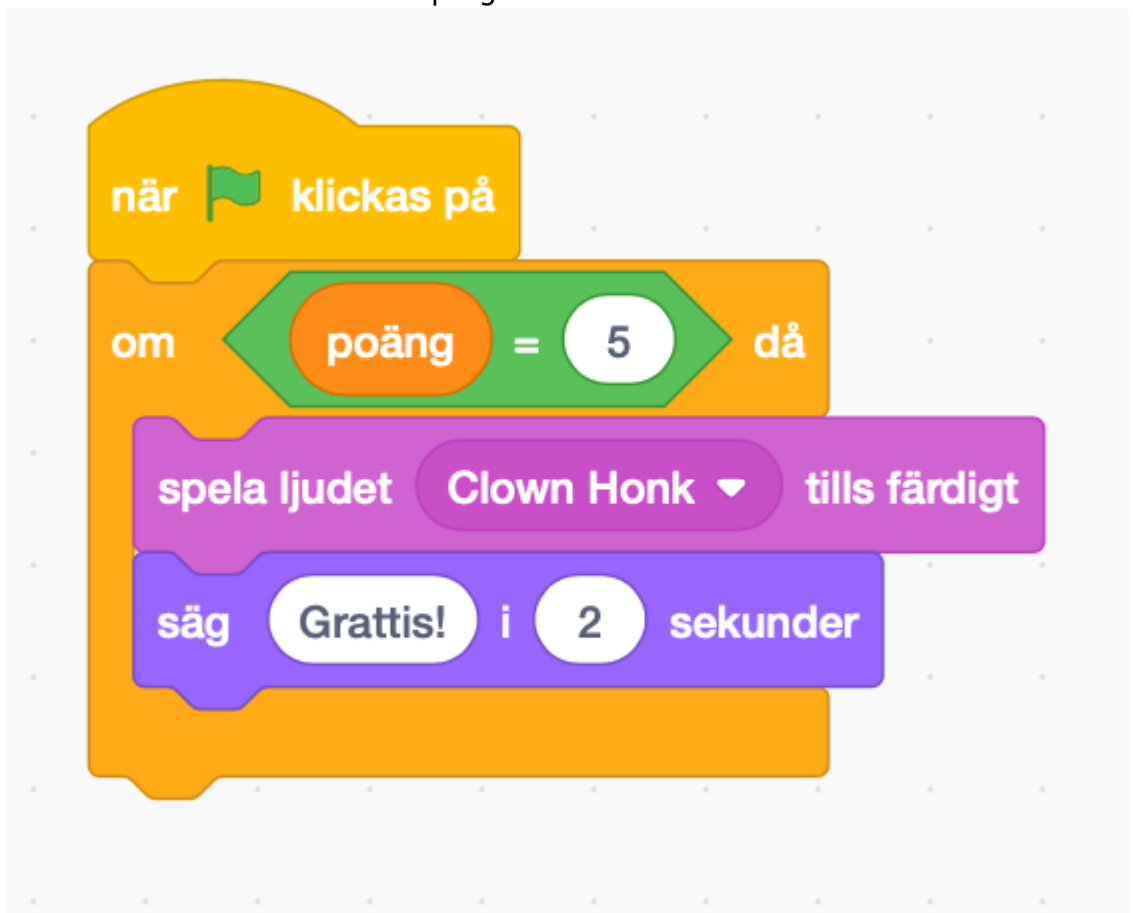 när klickas på
om poäng = 5 då
spela ljudet Clown Honk tills färdigt
säg Grattis! i 2 sekunder